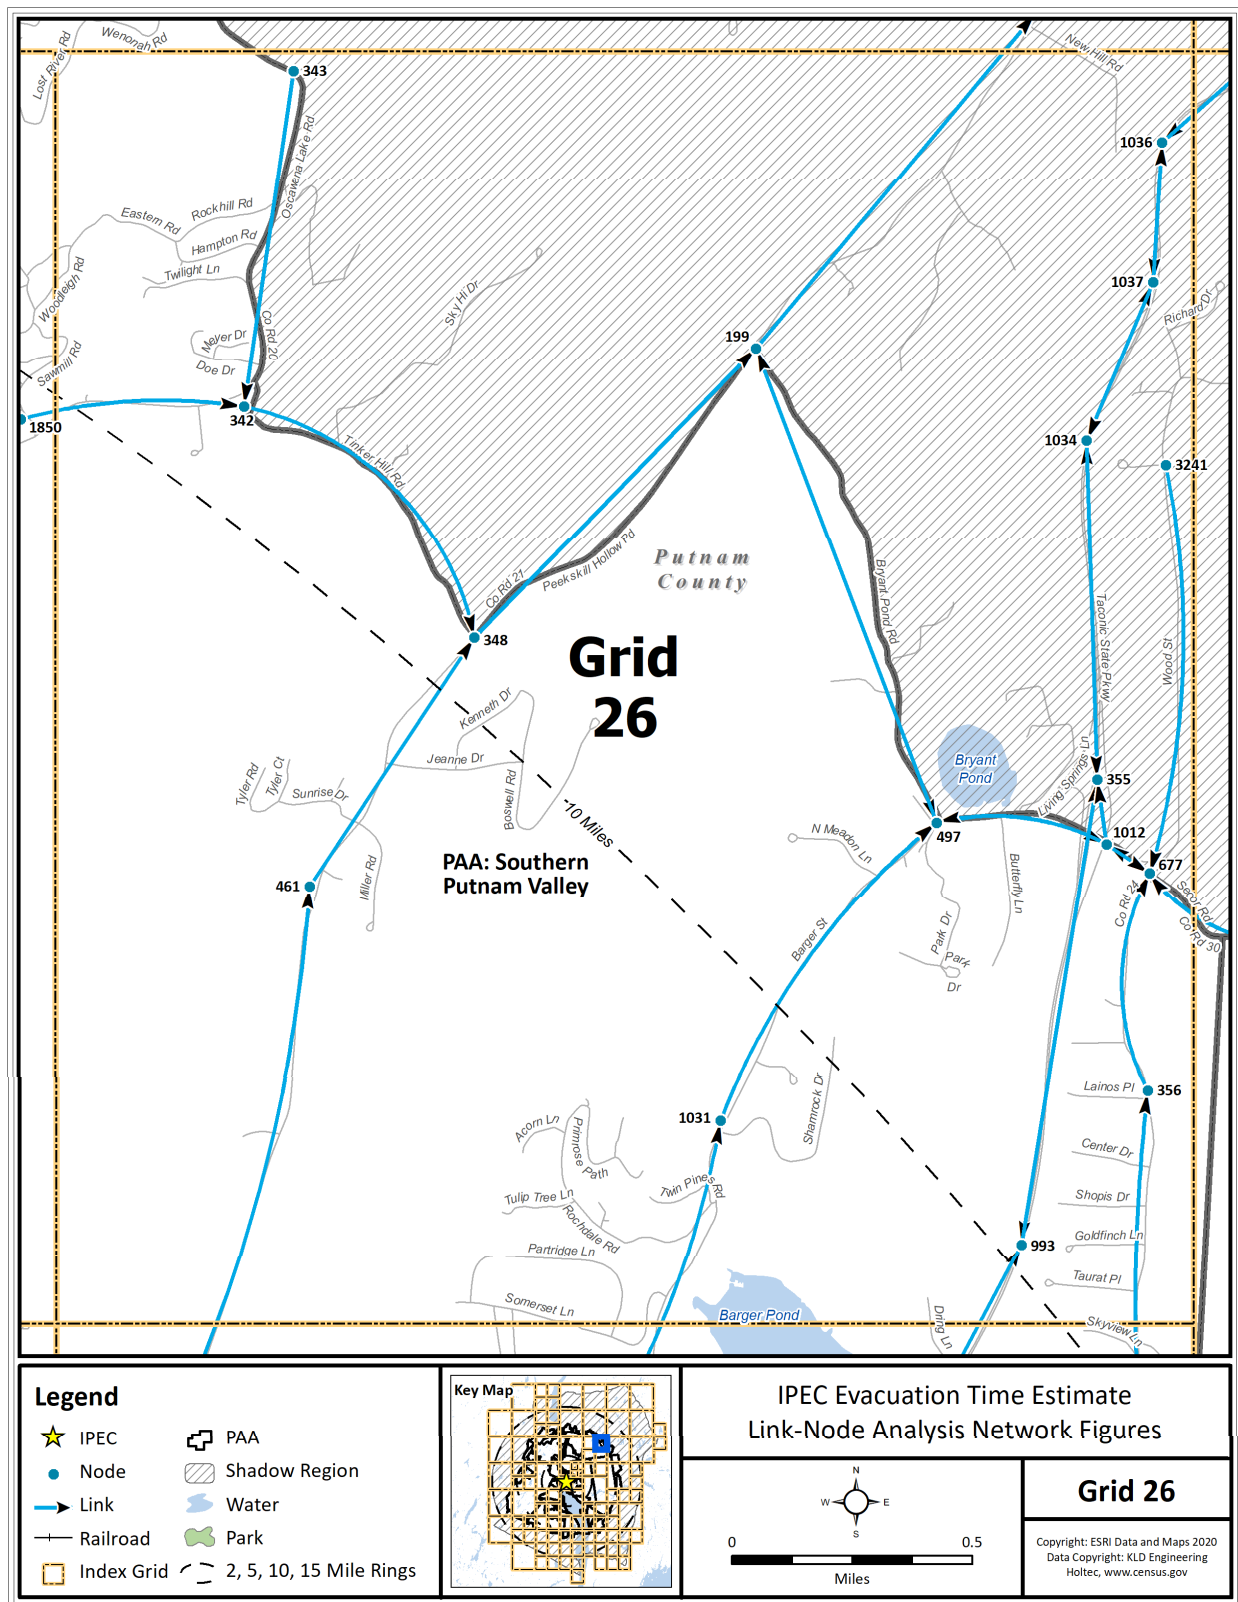 Wenonah Rd
Lost River Rd
343
New Hill Rd
1036
Oscawana Lake Rd
Rockhill Rd
Eastern Rd
Hampton Rd
Twilight Ln
Woodleigh Rd
Sky Hi Dr
1037
Richard Dr
Co Rd 20
Meyer Dr
Doe Dr
Sawmill Rd
199
342
1850
1034
3241
Tinker Hill Rd
Putnam
County
Peekskill Hollow Rd
Co Rd 21
Bryant Pond Rd
Taconic State Pkwy
Wood St
348
Grid
26
Kenneth Dr
Jeanne Dr
Boswell Rd
Tyler Rd
Tyler Ct
Sunrise Dr
Miller Rd
10 Miles
Bryant
Pond
Living Springs Ln
355
497
1012
677
N Meadon Ln
Butterfly Ln
Co Rd 24
Secor Rd
Co Rd 30
PAA: Southern
Putnam Valley
461
Barger St
Park Dr
Park
Dr
Lainos Pl
356
1031
Shamrock Dr
Acorn Ln
Primrose
Path
Center Dr
Twin Pines Rd
Tulip Tree Ln
Rochdale Rd
Shopis Dr
Goldfinch Ln
993
Partridge Ln
Taurat Pl
Somerset Ln
Barger Pond
Dring Ln
Skyview Ln
Legend
IPEC
Node
Link
Railroad
Index Grid
PAA
Shadow Region
Water
Park
2, 5, 10, 15 Mile Rings
Key Map
IPEC Evacuation Time Estimate
Link-Node Analysis Network Figures
N
W E
S
0 0.5
Miles
Grid 26
Copyright: ESRI Data and Maps 2020
Data Copyright: KLD Engineering
Holtec, www.census.gov